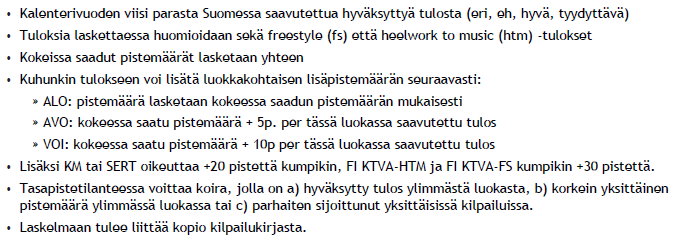 • Kalenterivuoden viisi parasta Suomessa saavutettua hyväksyttyä tulosta (eri, eh, hyvä, tyydyttävä)
• Tuloksia laskettaessa huomioidaan sekä freestyle (fs) että heelwork to music (htm) -tulokset
• Kokeissa saadut pistemäärät lasketaan yhteen
• Kuhunkin tulokseen voi lisätä luokkakohtaisen lisäpistemäärän seuraavasti:
» ALO: pistemäärä lasketaan kokeessa saadun pistemäärän mukaisesti
» AVO: kokeessa saatu pistemäärä + 5p. per tässä luokassa saavutettu tulos
» VOI: kokeessa saatu pistemäärä + 10p per tässä luokassa saavutettu tulos
• Lisäksi KM tai SERT oikeuttaa +20 pistettä kumpikin, FI KTVA-HTM ja FI KTVA-FS kumpikin +30 pistettä.
• Tasapistetilanteessa voittaa koira, jolla on a) hyväksytty tulos ylimmästä luokasta, b) korkein yksittäinen
pistemäärä ylimmässä luokassa tai c) parhaiten sijoittunut yksittäisissä kilpailuissa.
• Laskelmaan tulee liittää kopio kilpailukirjasta.